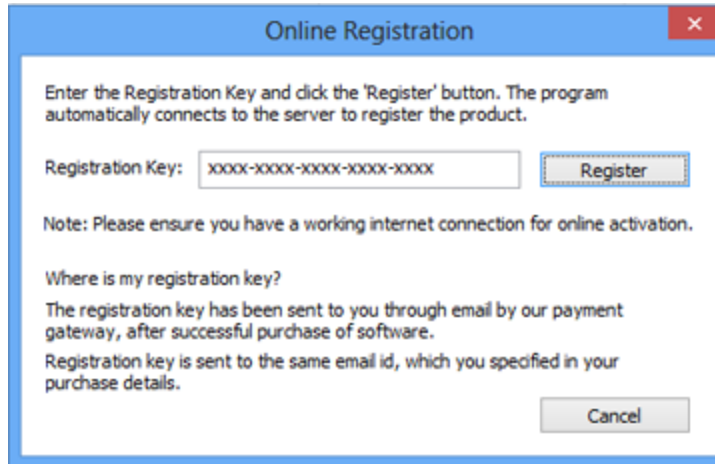 Online Registration
Enter the Registration Key and click the 'Register' button. The program
automatically connects to the server to register the product.
Registration Key: xxxx-xxxx-xxxx-xxxx-xxxx Register
Note: Please ensure you have a working internet connection for online activation.
Where is my registration key?
The registration key has been sent to you through email by our payment
gateway, after successful purchase of software.
Registration key is sent to the same email id, which you specified in your
purchase details.
Cancel